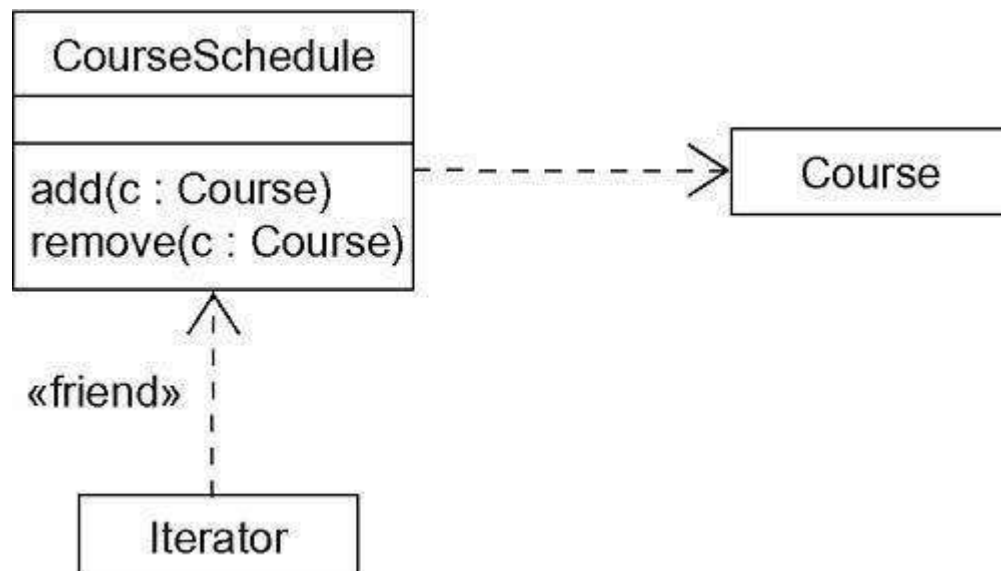 CourseSchedule
add(c : Course)
remove(c : Course)
Course
«friend»
Iterator